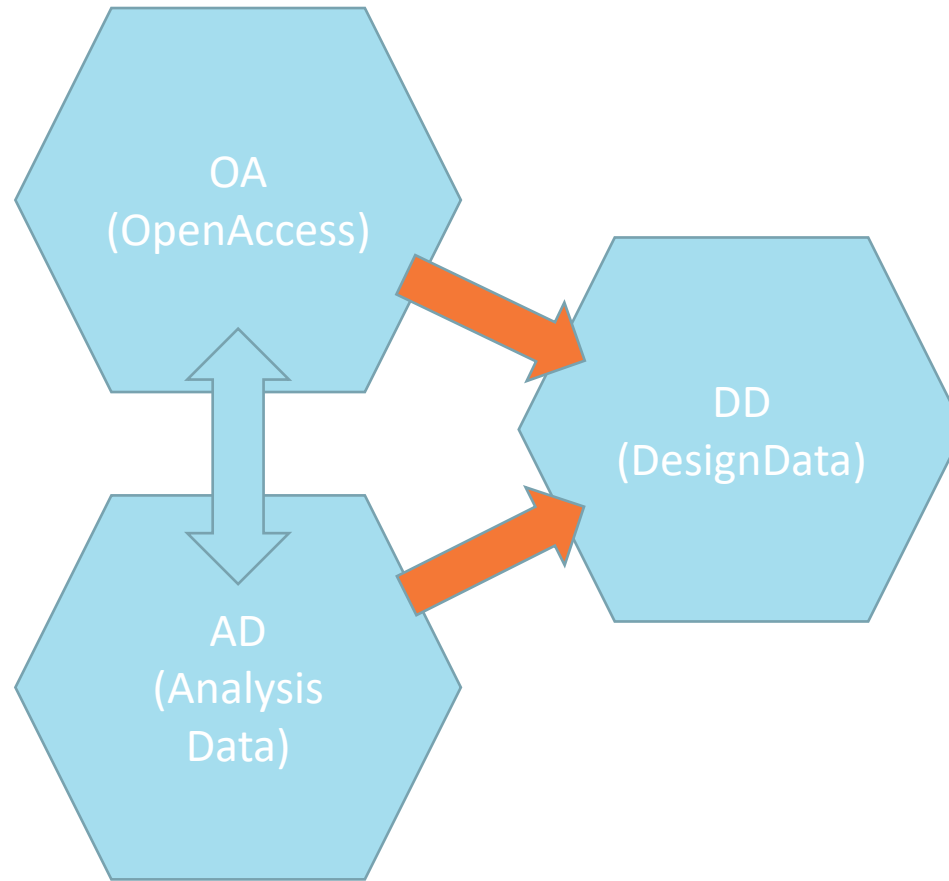 OA
(OpenAccess)
DD
(DesignData)
AD
(Analysis
Data)